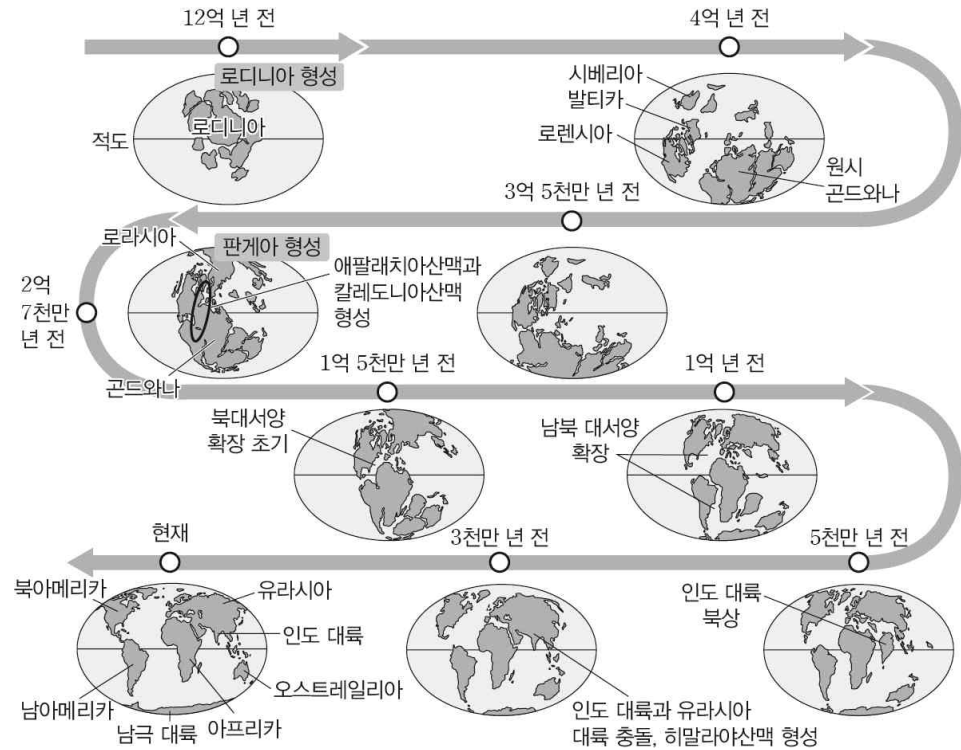 12억 년 전
4억 년 전
로디니아 형성
로디니아
적도
시베리아
발티카
로렌시아
원시
곤드와나
3억 5천만 년 전
로라시아
판게아 형성
애팔래치아산맥과
칼레도니아산맥
형성
2억
7천만
년 전
곤드와나
1억 5천만 년 전
1억 년 전
북대서양
확장 초기
남북 대서양
확장
현재
3천만 년 전
5천만 년 전
북아메리카
유라시아
인도 대륙
오스트레일리아
남아메리카
남극 대륙
아프리카
인도 대륙과 유라시아
대륙 충돌, 히말라야산맥 형성
인도 대륙
북상